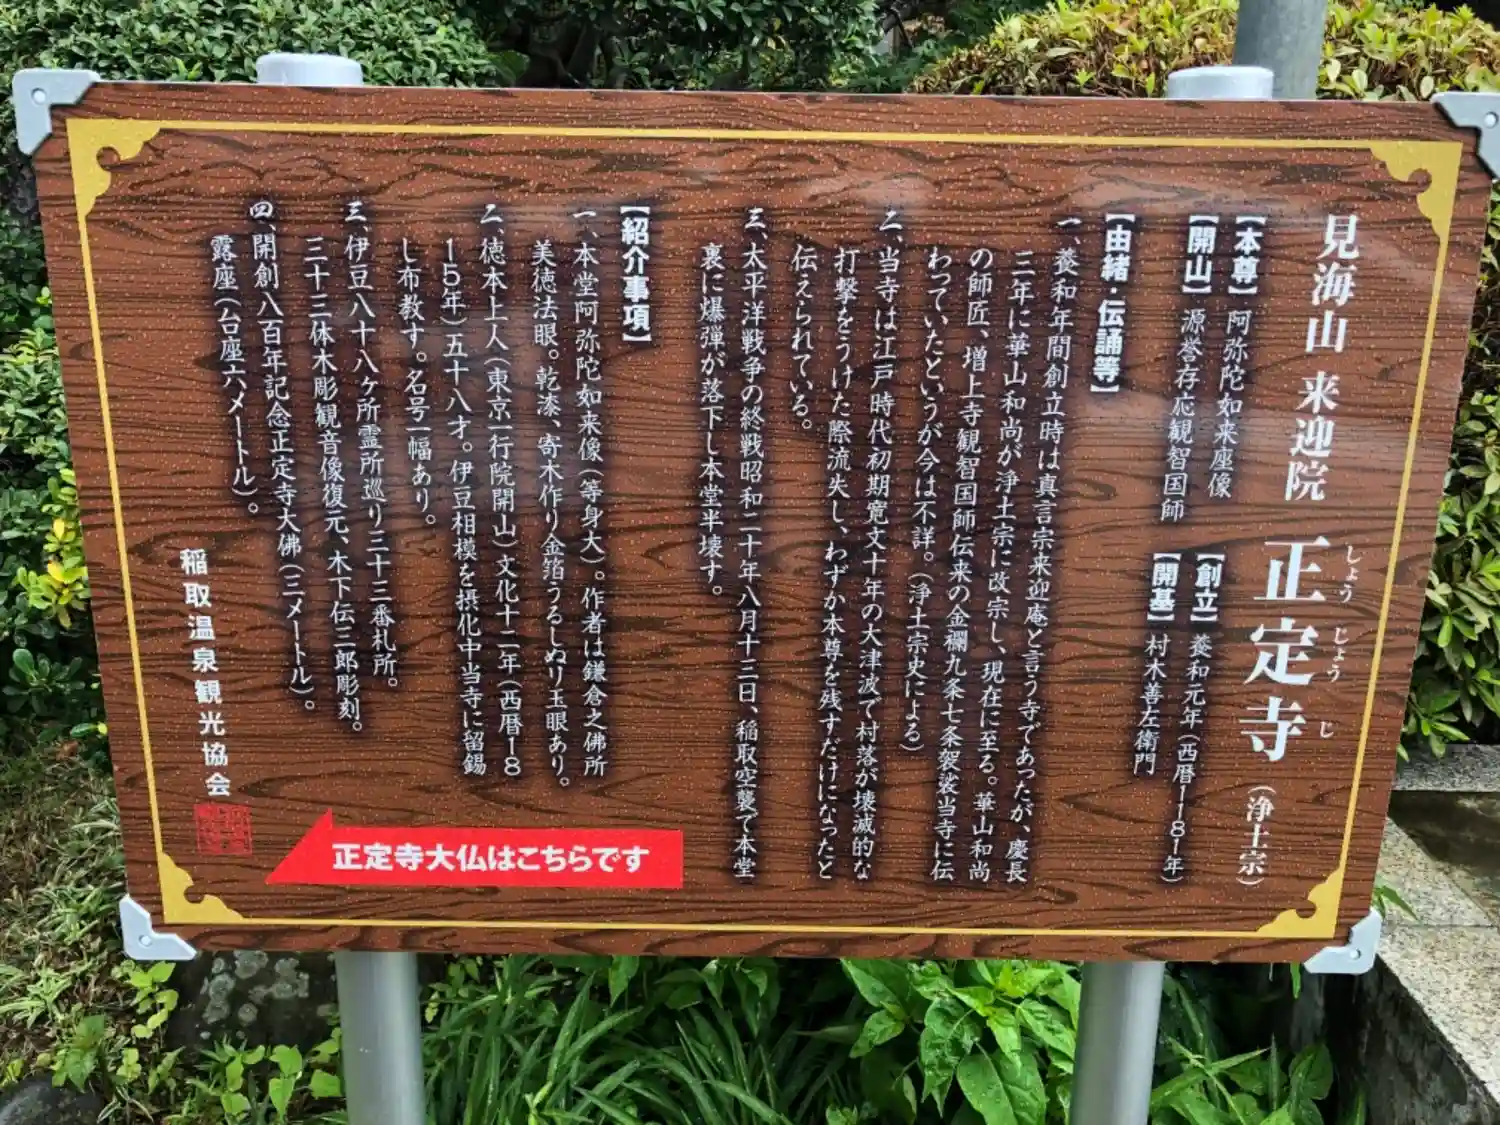 見海山 来迎院 正定寺（浄土宗）
しょう じょう じ
【本尊】 阿弥陀如来座像
【開山】 源誉存応観智国師
【創立】 養和元年（西暦1181年）
【開基】 村木善左衛門
【由緒・伝誦等】
一、養和年間創立時は真言宗来迎庵と言う寺であったが、慶長
三年に華山和尚が浄土宗に改宗し、現在に至る。華山和尚
の師匠、増上寺観智国師伝来の金襴九条七条袈裟当寺に伝
わっていたというが今は不詳。（浄土宗史による）
二、当寺は江戸時代初期寛文十年の大津波で村落が壊滅的な
打撃をうけた際流失し、わずか本尊を残すだけになったと
伝えられている。
三、太平洋戦争の終戦昭和二十年八月十三日、稲取空襲で本堂
裏に爆弾が落下し本堂半壊す。
【紹介事項】
一、本堂阿弥陀如来像（等身大）。作者は鎌倉之佛所
美徳法眼。乾漆、寄木作り金箔うるしぬり玉眼あり。
二、徳本上人（東京一行院開山）文化十二年（西暦18
15年）五十八才。伊豆相模を摂化中当寺に留錫
し布教す。名号一幅あり。
三、伊豆八十八ヶ所霊所巡り三十三番札所。
三十三体木彫観音像復元、木下伝二郎彫刻。
四、開創八百年記念正定寺大佛（三メートル）。
露座（台座六メートル）。
稲取温泉観光協会
正定寺大仏はこちらです